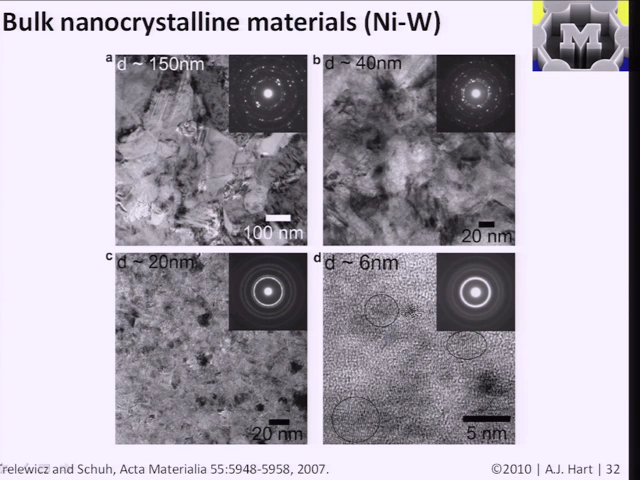 Bulk nanocrystalline materials (Ni-W)
M
a
d ~ 150nm
100 nm
b
d ~ 40nm
20 nm
c
d ~ 20nm
20 nm
d
d ~ 6nm
5 nm
relewicz and Schuh, Acta Materialia 55:5948-5958, 2007.
©2010 | A.J. Hart | 32